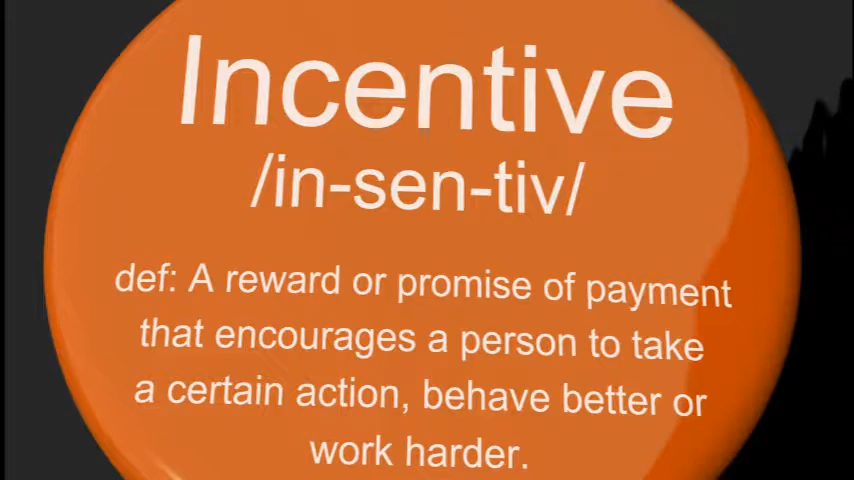 Incentive
/in-sen-tiv/
def: A reward or promise of payment
that encourages a person to take
a certain action, behave better or
work harder.